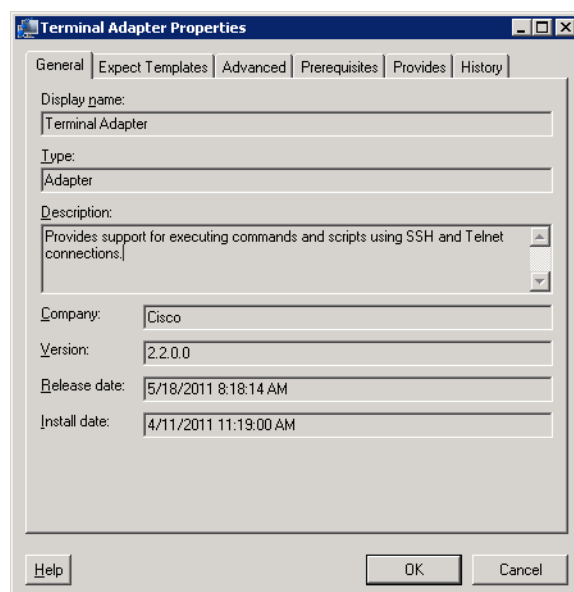 Terminal Adapter Properties
General Expect Templates Advanced Prerequisites Provides History
Display name:
Terminal Adapter
Type:
Adapter
Description:
Provides support for executing commands and scripts using SSH and Telnet
connections.
Company: Cisco
Version: 2.2.0.0
Release date: 5/18/2011 8:18:14 AM
Install date: 4/11/2011 11:19:00 AM
Help OK Cancel